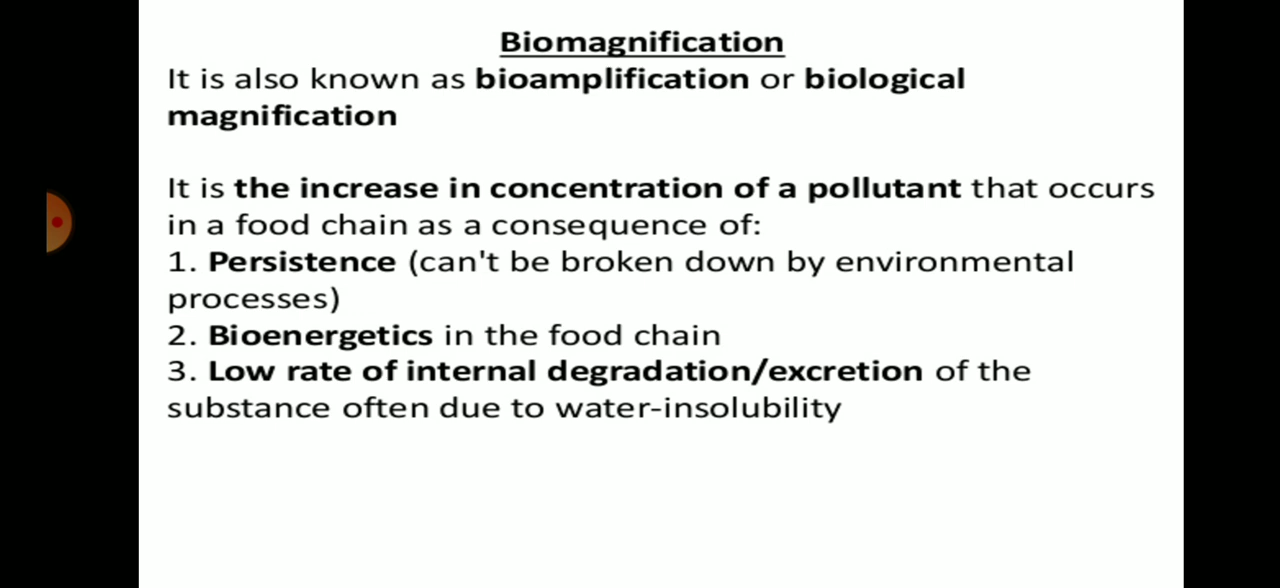 Biomagnification
It is also known as bioamplification or biological
magnification
It is the increase in concentration of a pollutant that occurs
in a food chain as a consequence of:
1. Persistence (can't be broken down by environmental
processes)
2. Bioenergetics in the food chain
3. Low rate of internal degradation/excretion of the
substance often due to water-insolubility